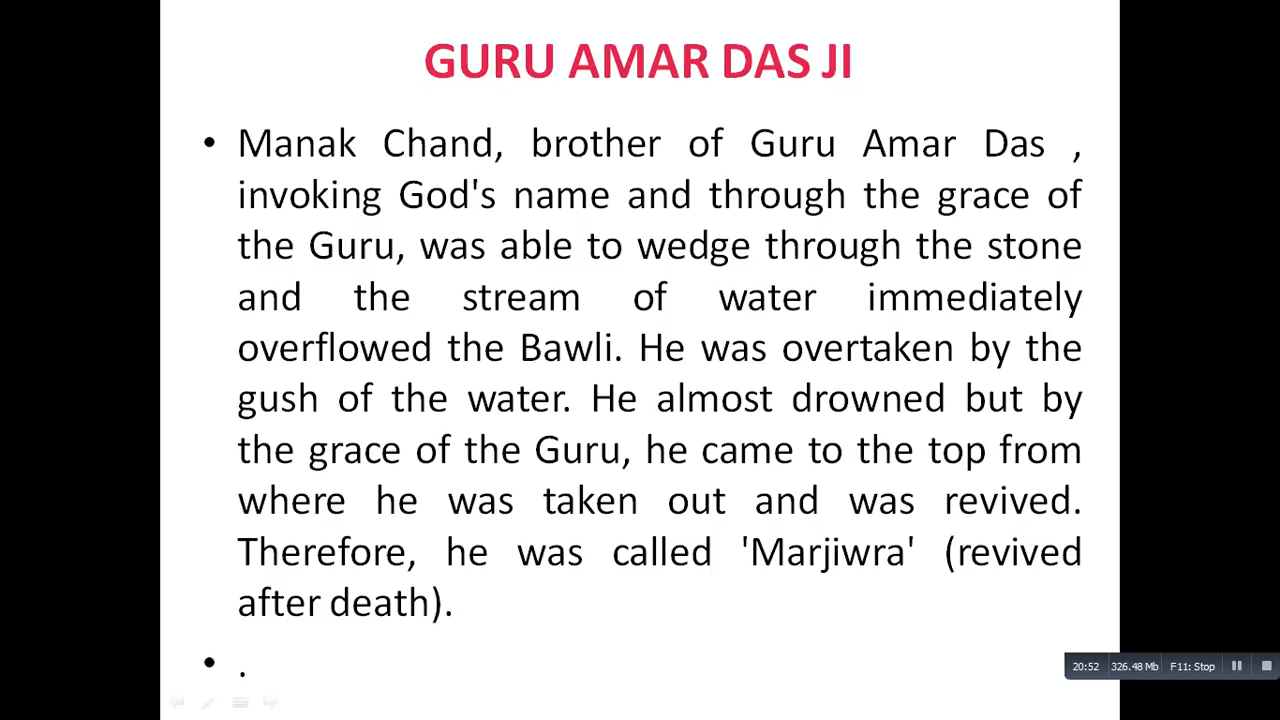 GURU AMAR DAS JI
• Manak Chand, brother of Guru Amar Das ,
invoking God's name and through the grace of
the Guru, was able to wedge through the stone
and the stream of water immediately
overflowed the Bawli. He was overtaken by the
gush of the water. He almost drowned but by
the grace of the Guru, he came to the top from
where he was taken out and was revived.
Therefore, he was called 'Marjiwra' (revived
after death).
• .
20:52 326.48 Mb F11: Stop